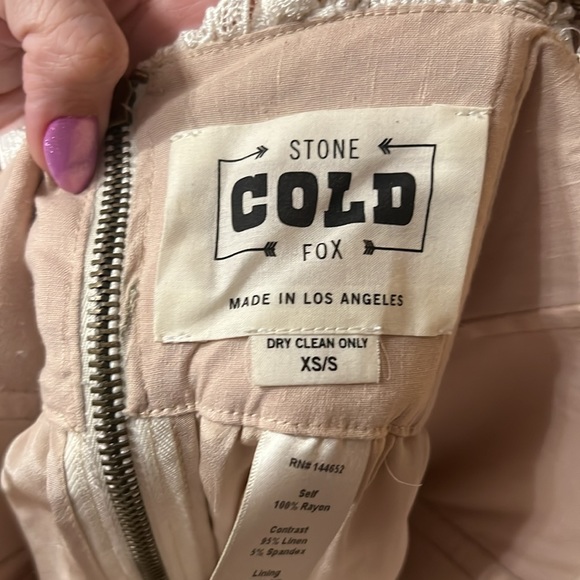 STONE
COLD
FOX
MADE IN LOS ANGELES
DRY CLEAN ONLY
XS/S
RN# 144652
Self
100% Rayon
Contrast
95% Linen
5% Spandex
Lining